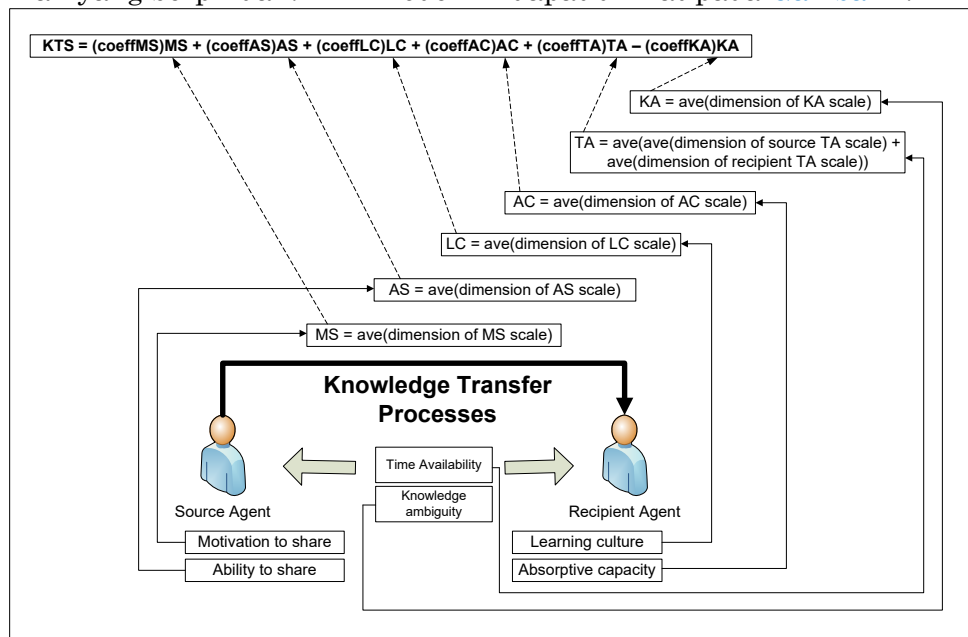 KTS = (coeffMS)MS + (coeffAS)AS + (coeffLC)LC + (coeffAC)AC + (coeffTA)TA – (coeffKA)KA
KA = ave(dimension of KA scale)
TA = ave(ave(dimension of source TA scale) +
ave(dimension of recipient TA scale))
AC = ave(dimension of AC scale)
LC = ave(dimension of LC scale)
AS = ave(dimension of AS scale)
MS = ave(dimension of MS scale)
Knowledge Transfer
Processes
Time Availability
Knowledge
ambiguity
Source Agent
Recipient Agent
Motivation to share
Learning culture
Ability to share
Absorptive capacity